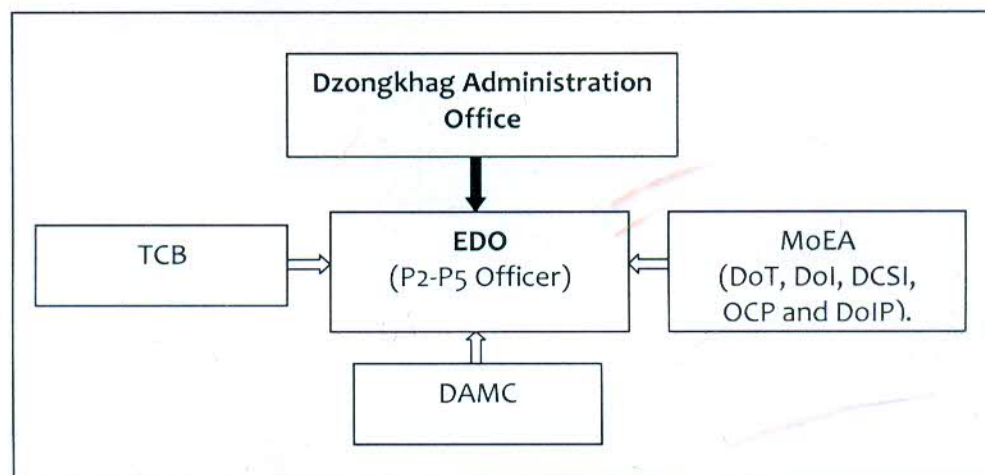 Dzongkhag Administration
Office
TCB
EDO
(P2-P5 Officer)
MoEA
(DoT, DoI, DCSI,
OCP and DoIP).
DAMC